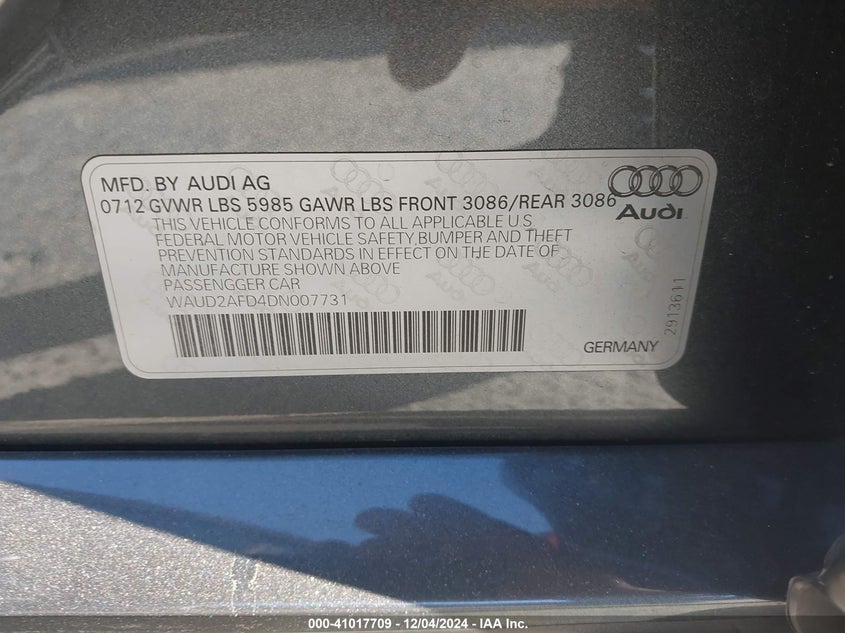 MFD. BY AUDI AG
0712 GVWR LBS 5985 GAWR LBS FRONT 3086/REAR 3086
Audi
THIS VEHICLE CONFORMS TO ALL APPLICABLE U.S.
FEDERAL MOTOR VEHICLE SAFETY,BUMPER AND THEFT
PREVENTION STANDARDS IN EFFECT ON THE DATE OF
MANUFACTURE SHOWN ABOVE
PASSENGGER CAR
WAUD2AFD4DN007731
2913611
GERMANY
000-41017709 - 12/04/2024 - IAA Inc.